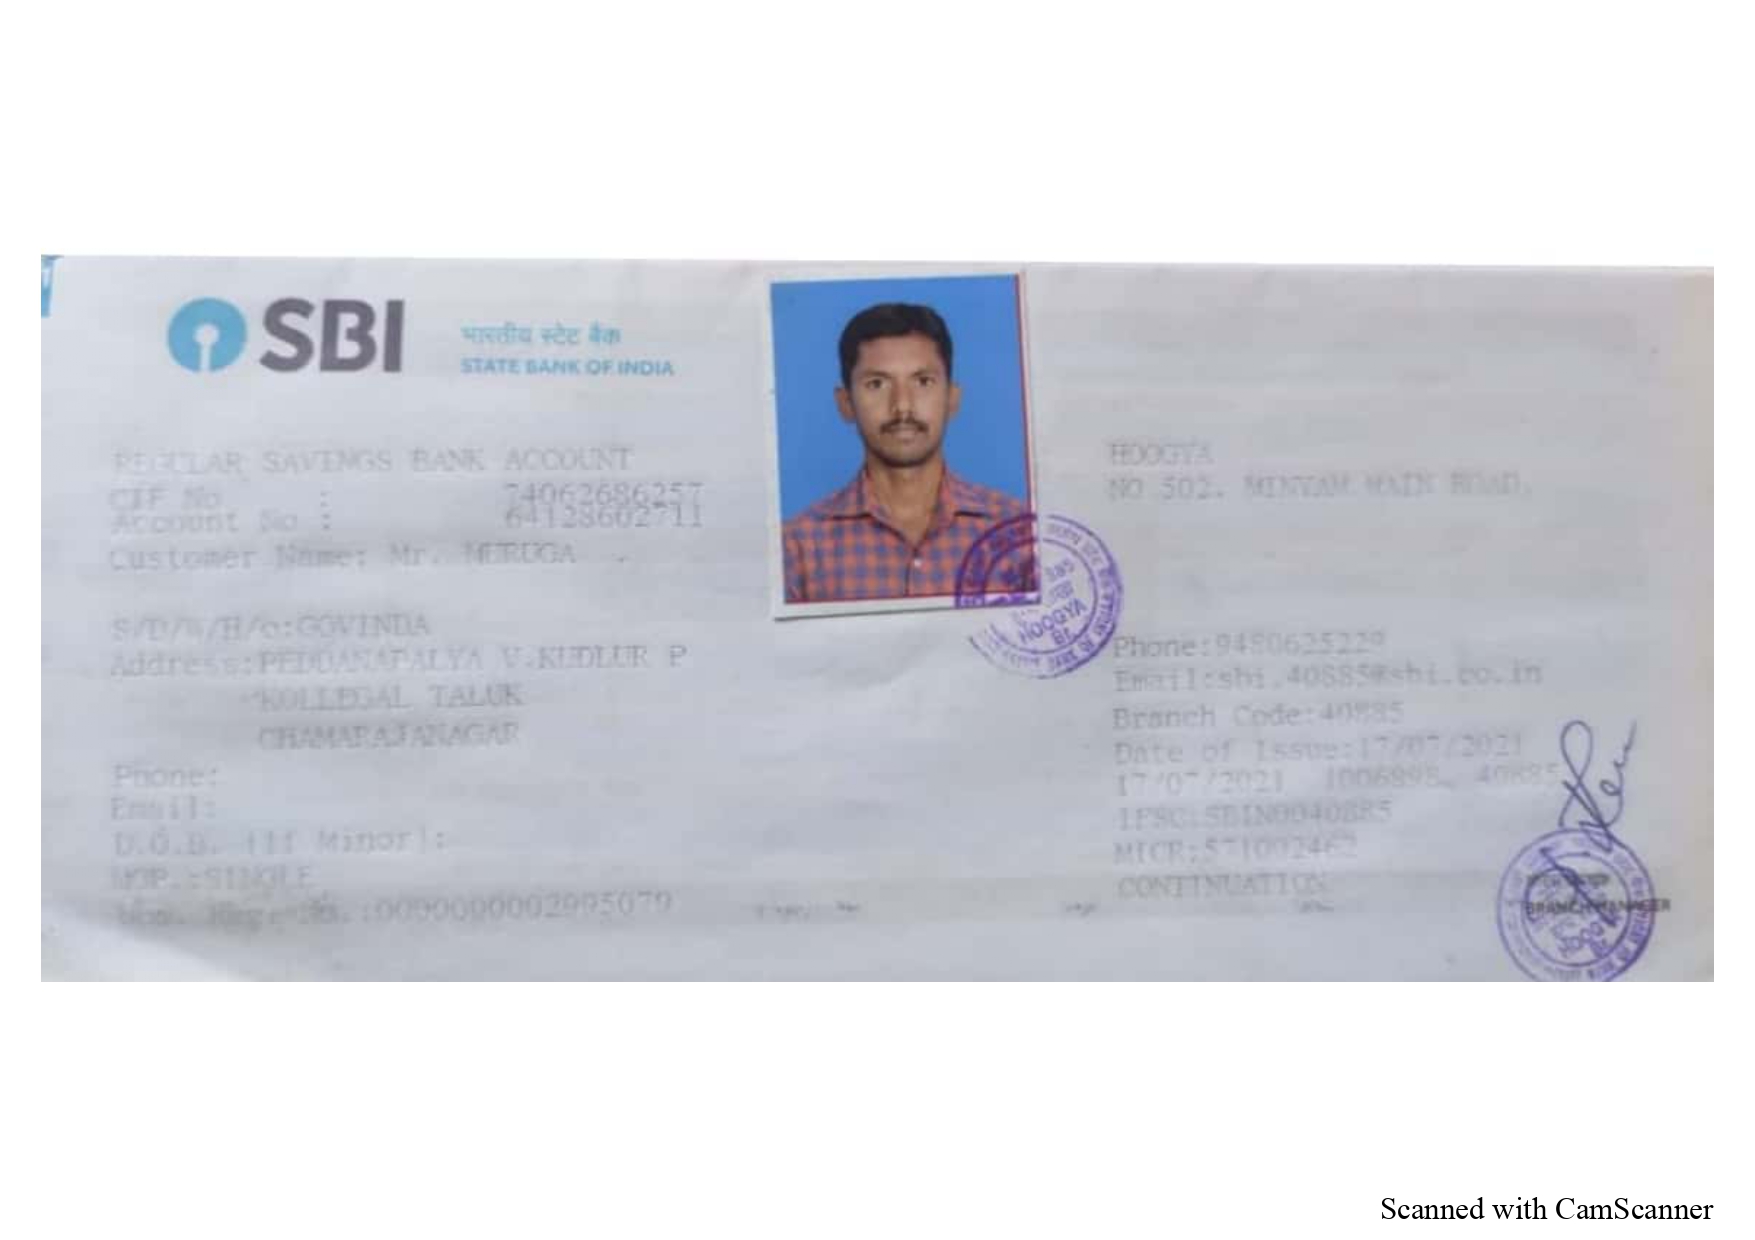 SBI
भारतीय स्टेट बैंक
STATE BANK OF INDIA
REGULAR SAVINGS BANK ACCOUNT
CIF No : 74062686257
Account No : 64128602711
Customer Name: Mr. MURUGA .
S/D/W/H/o:GOVINDA
Address:PEDDANAPALYA V.KUDLUR P
KOLLEGAL TALUK
CHAMARAJANAGAR
Phone:
Email:
D.O.B. (If Minor):
MOP.:SINGLE
HOOGYA
NO 502. MINYAM MAIN ROAD,
HOOGYA
Br.
Phone:9480625229
Email:sbi.40885@sbi.co.in
Branch Code:40885
Date of Issue:17/07/2021
17/07/2021 40885
IFSC:SBIN0040885
MICR:571002462
CONTINUATION
BRANCH MANAGER
HOOGYA
Scanned with CamScanner